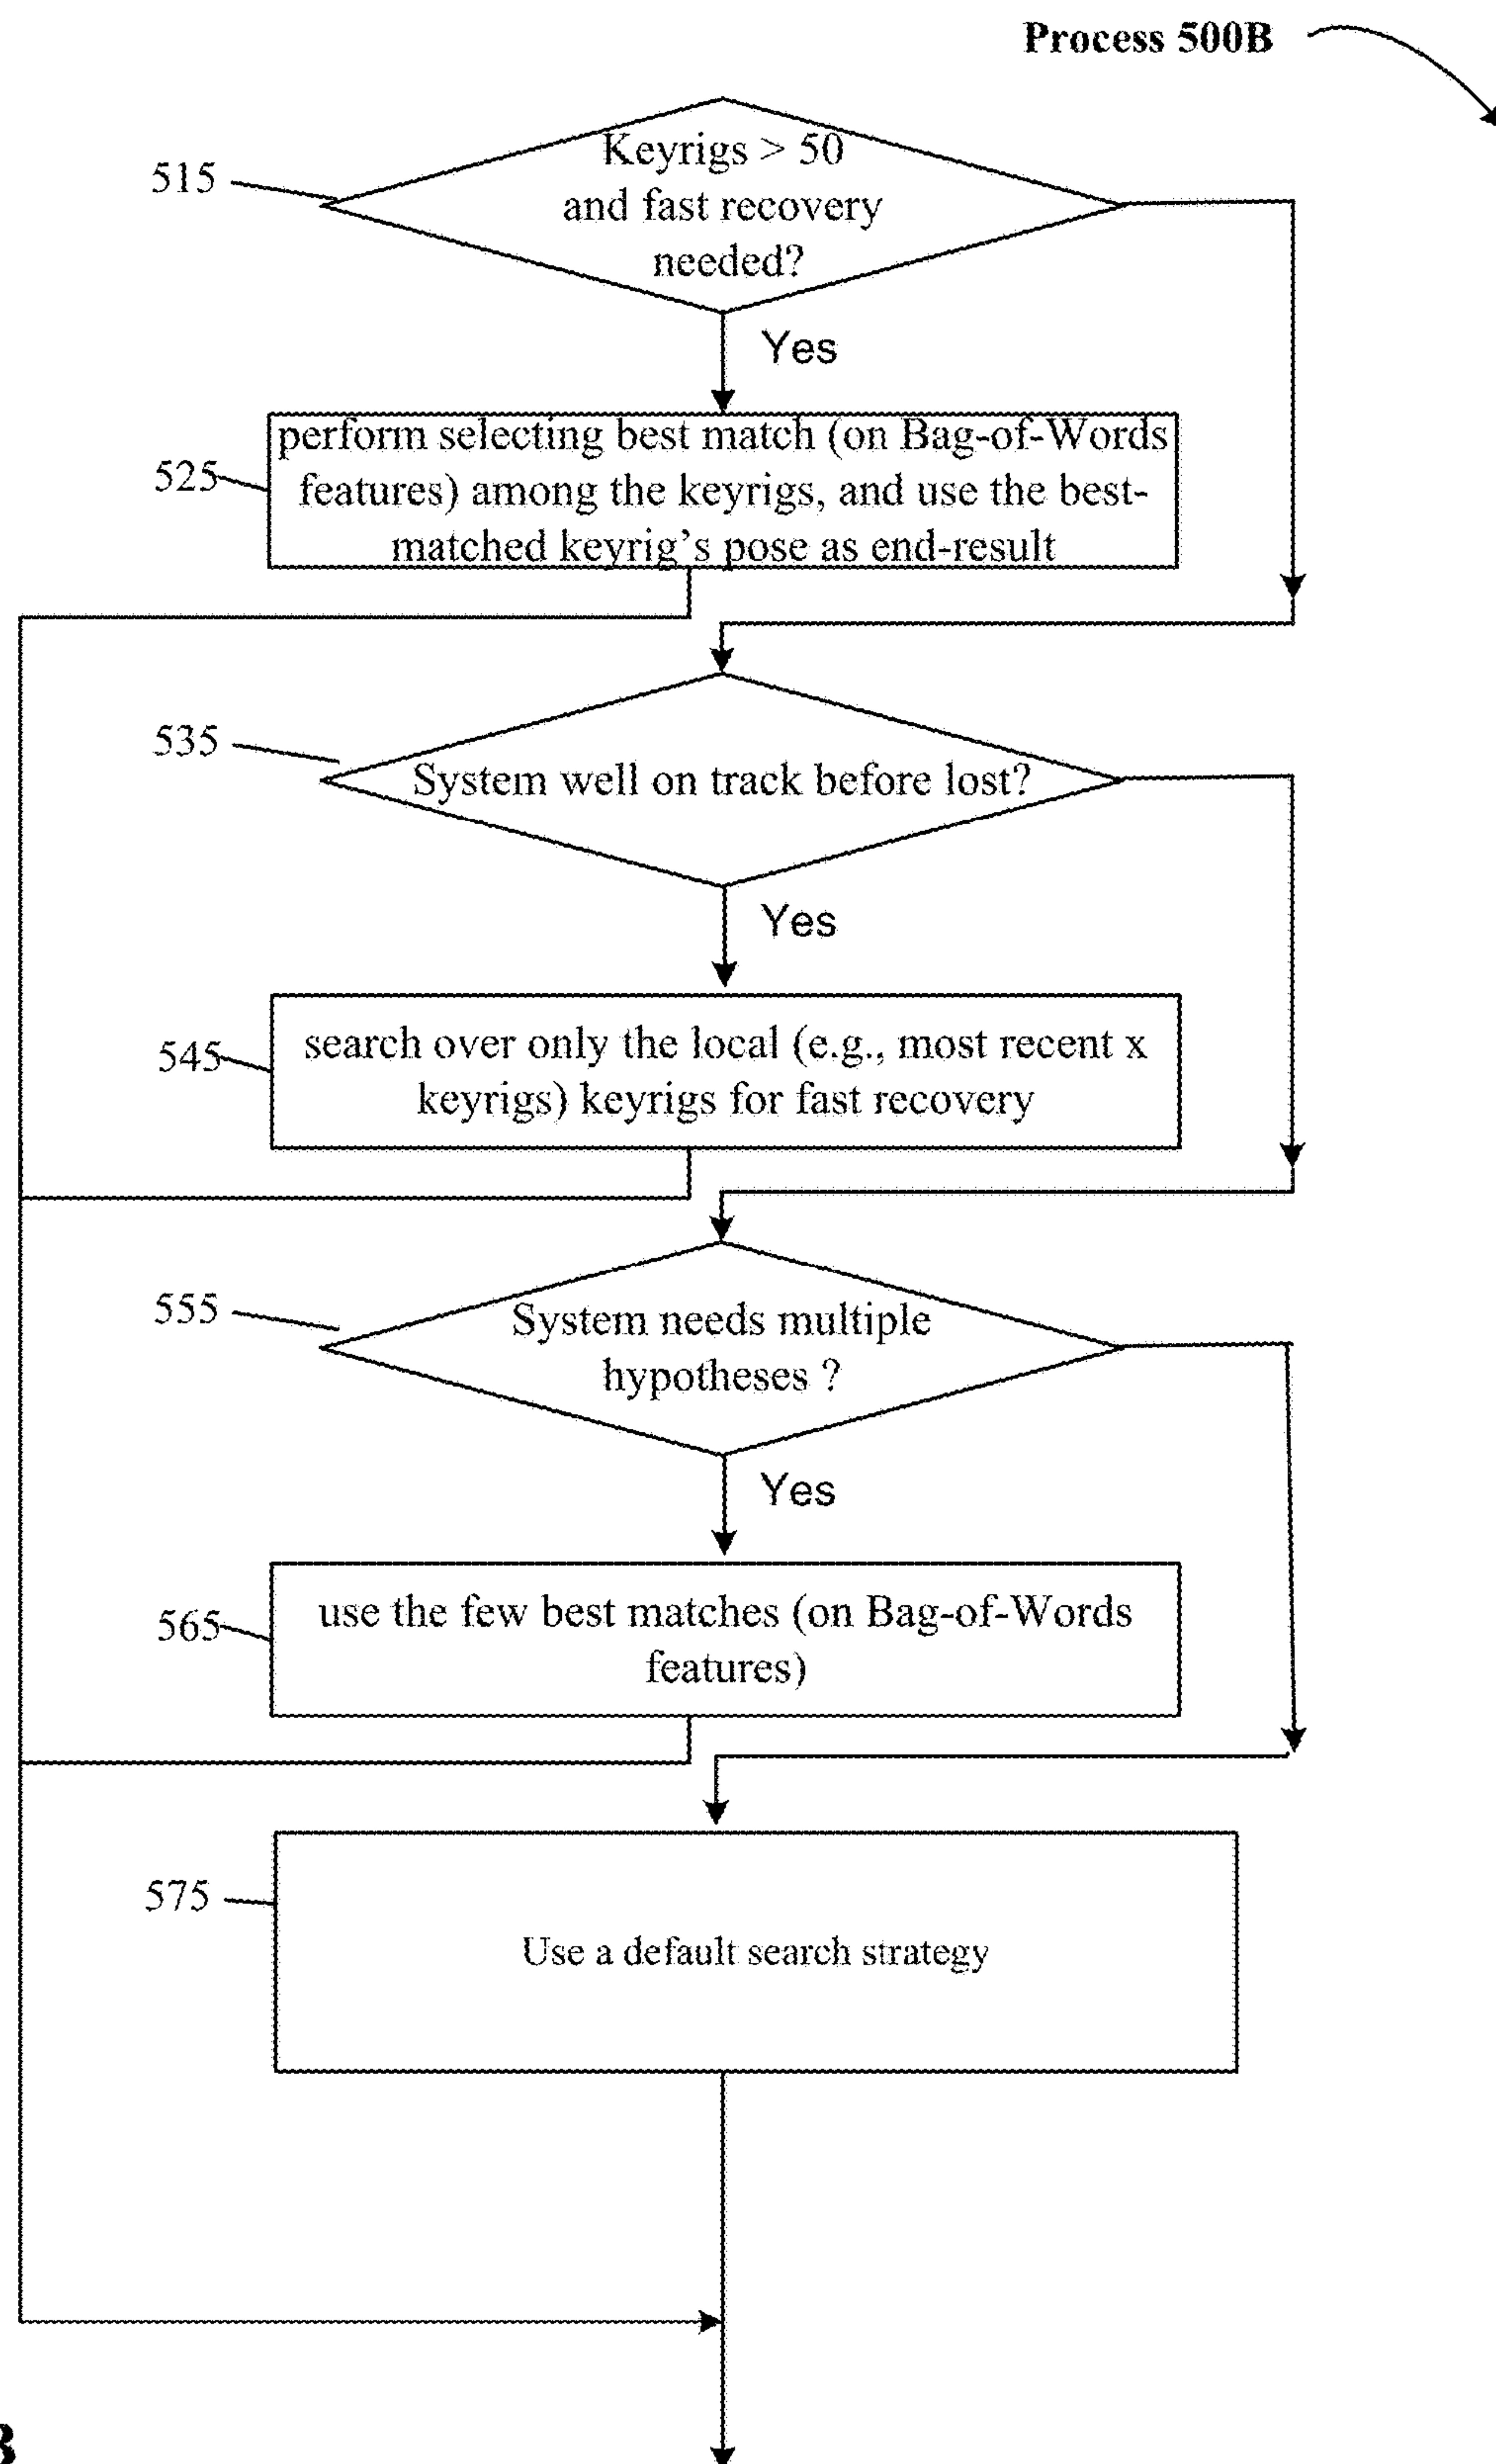 Process 500B
515
Keyrigs > 50
and fast recovery
needed?
Yes
525
perform selecting best match (on Bag-of-Words
features) among the keyrigs, and use the best-
matched keyrig’s pose as end-result
535
System well on track before lost?
Yes
545
search over only the local (e.g., most recent x
keyrigs) keyrigs for fast recovery
555
System needs multiple
hypotheses ?
Yes
565
use the few best matches (on Bag-of-Words
features)
575
Use a default search strategy